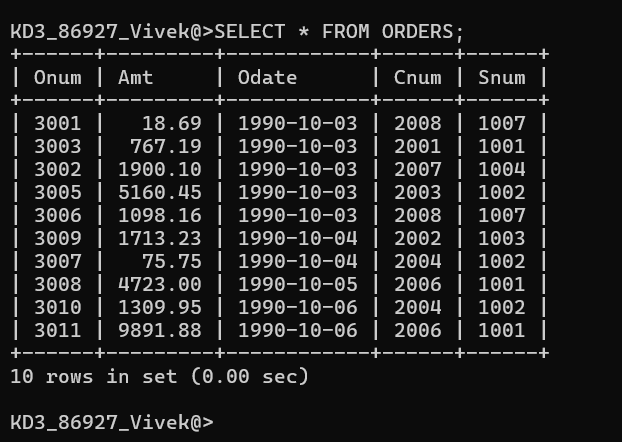 KD3_86927_Vivek@>SELECT * FROM ORDERS;
+------+---------+------------+------+------+
| Onum | Amt     | Odate      | Cnum | Snum |
+------+---------+------------+------+------+
| 3001 |   18.69 | 1990-10-03 | 2008 | 1007 |
| 3003 |  767.19 | 1990-10-03 | 2001 | 1001 |
| 3002 | 1900.10 | 1990-10-03 | 2007 | 1004 |
| 3005 | 5160.45 | 1990-10-03 | 2003 | 1002 |
| 3006 | 1098.16 | 1990-10-03 | 2008 | 1007 |
| 3009 | 1713.23 | 1990-10-04 | 2002 | 1003 |
| 3007 |   75.75 | 1990-10-04 | 2004 | 1002 |
| 3008 | 4723.00 | 1990-10-05 | 2006 | 1001 |
| 3010 | 1309.95 | 1990-10-06 | 2004 | 1002 |
| 3011 | 9891.88 | 1990-10-06 | 2006 | 1001 |
+------+---------+------------+------+------+
10 rows in set (0.00 sec)
KD3_86927_Vivek@>